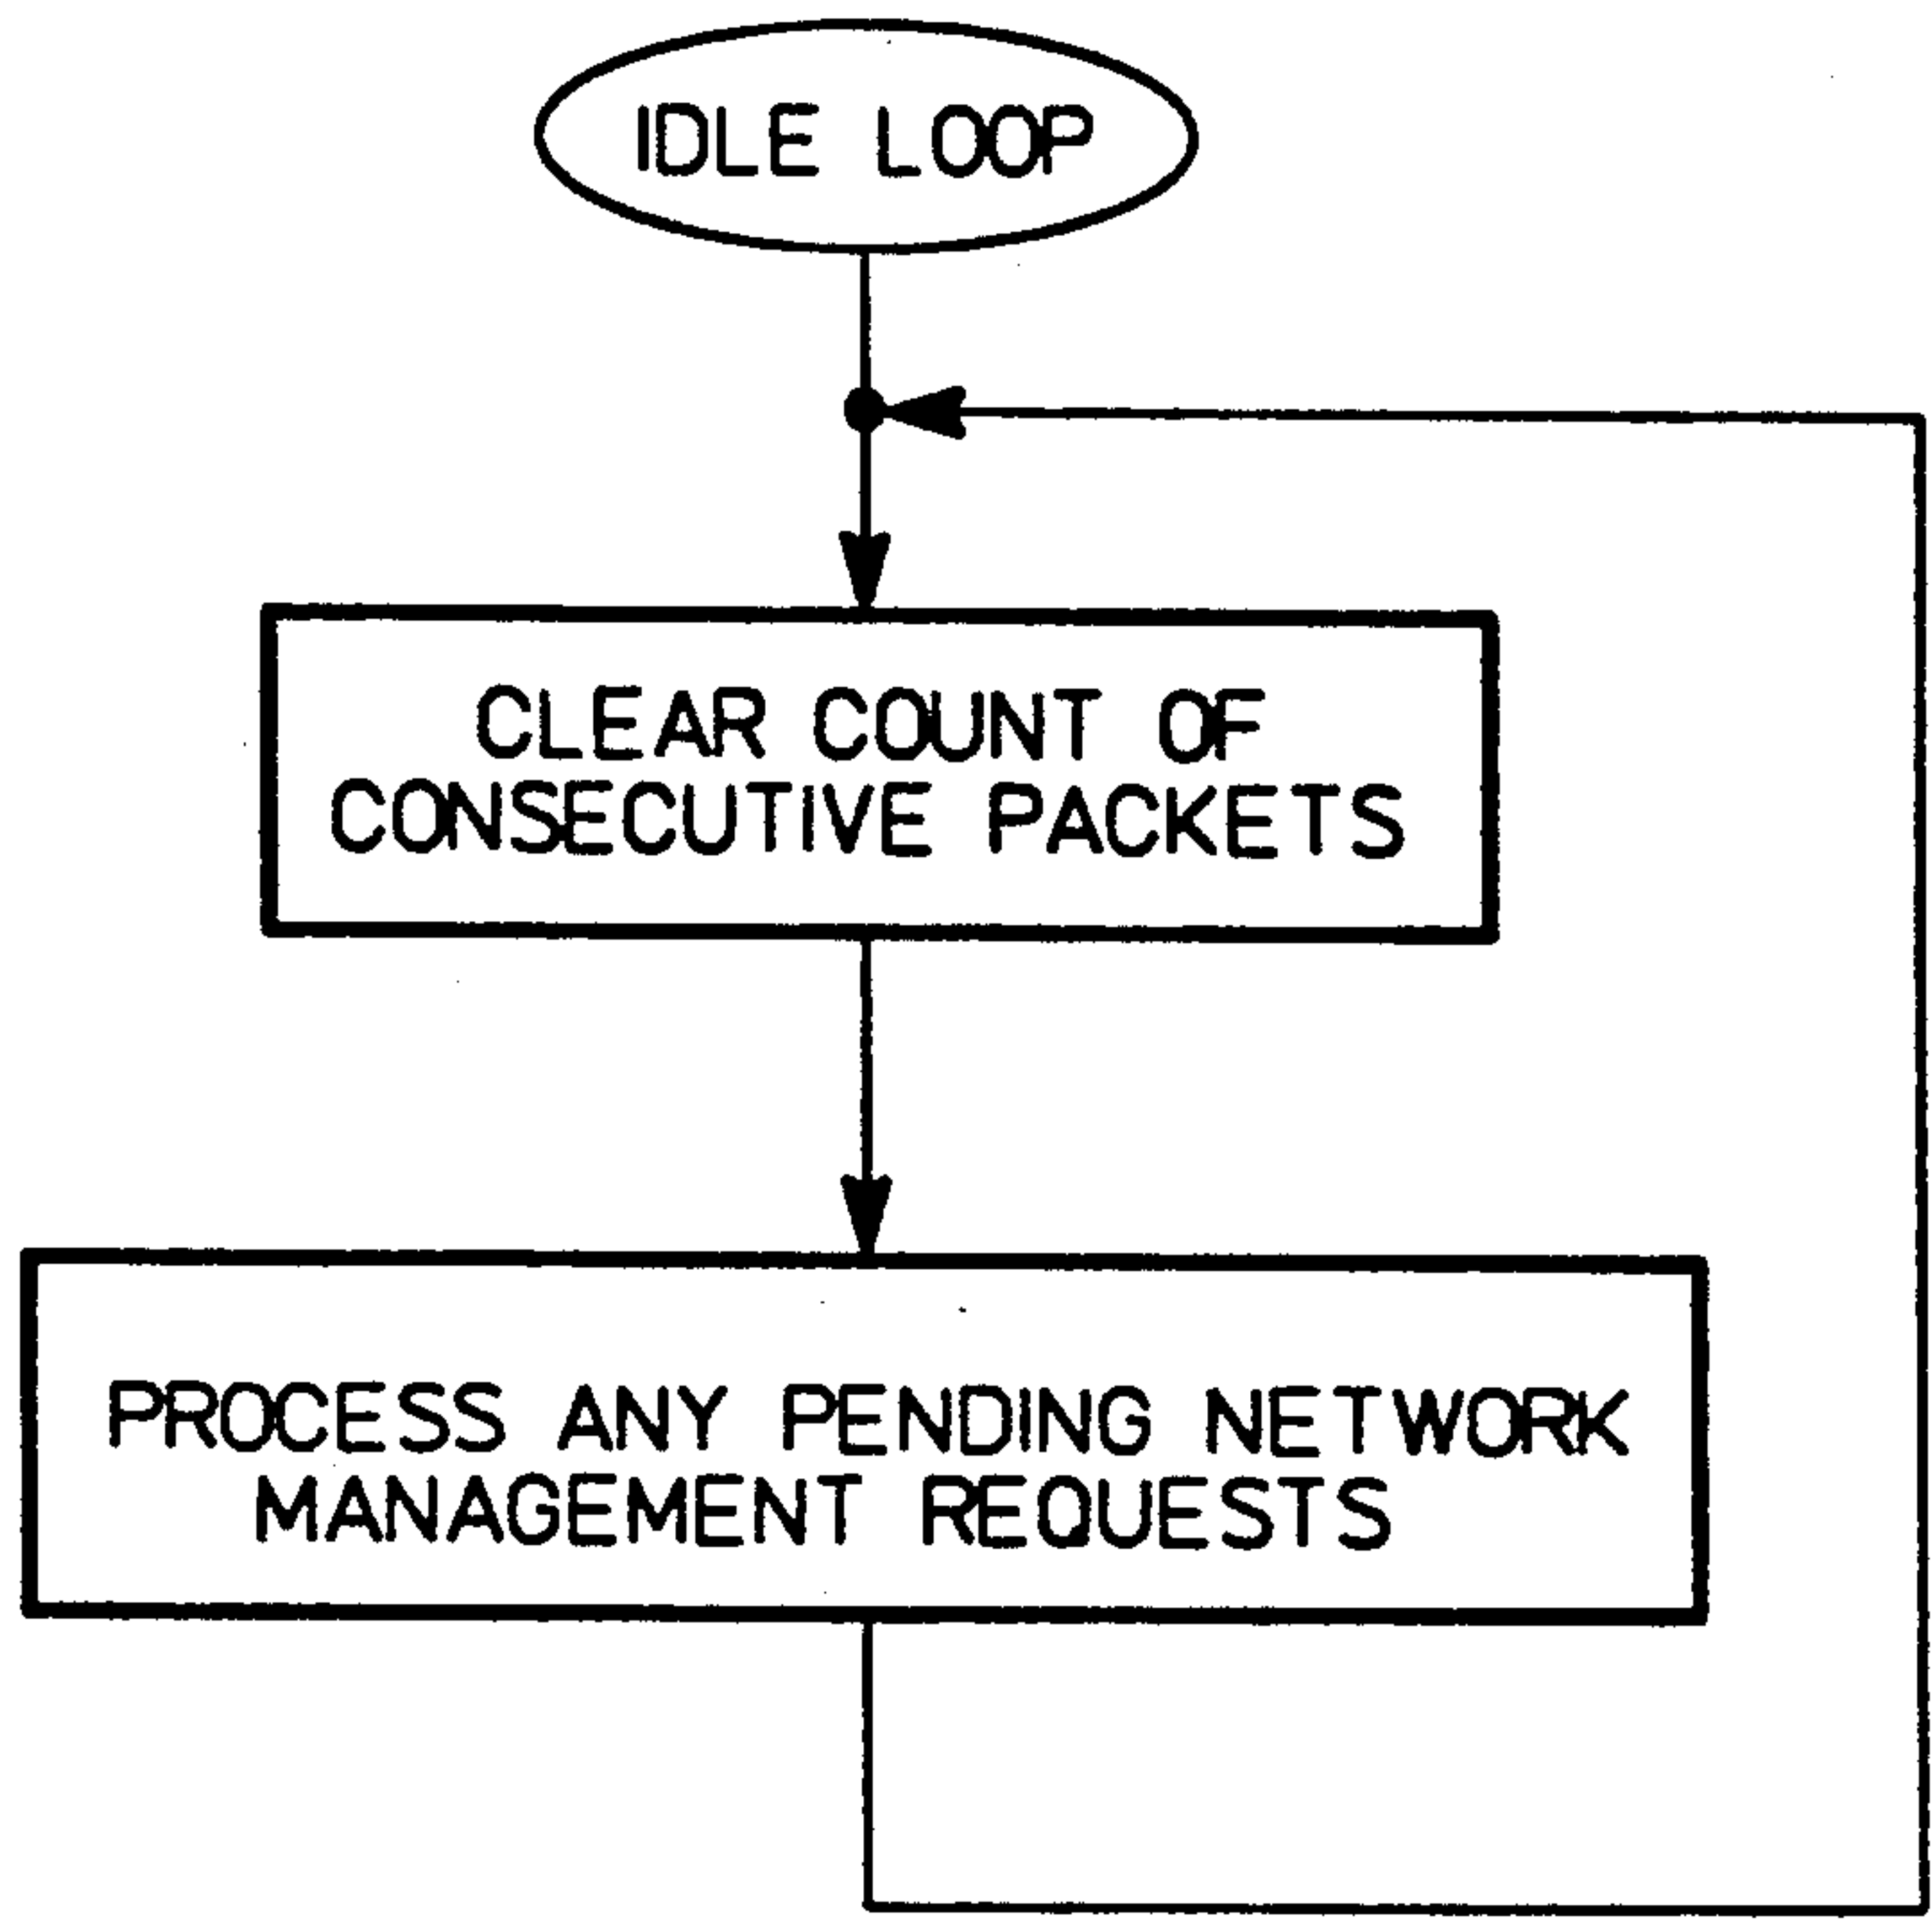 IDLE LOOP
CLEAR COUNT OF
CONSECUTIVE PACKETS
PROCESS ANY PENDING NETWORK
MANAGEMENT REQUESTS